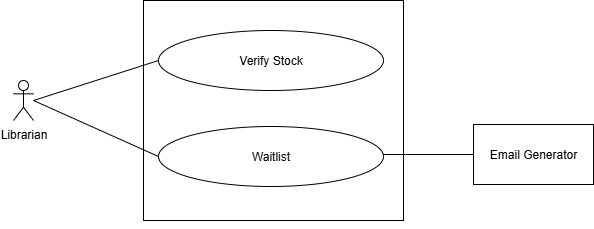 Verify Stock
Librarian
Waitlist
Email Generator